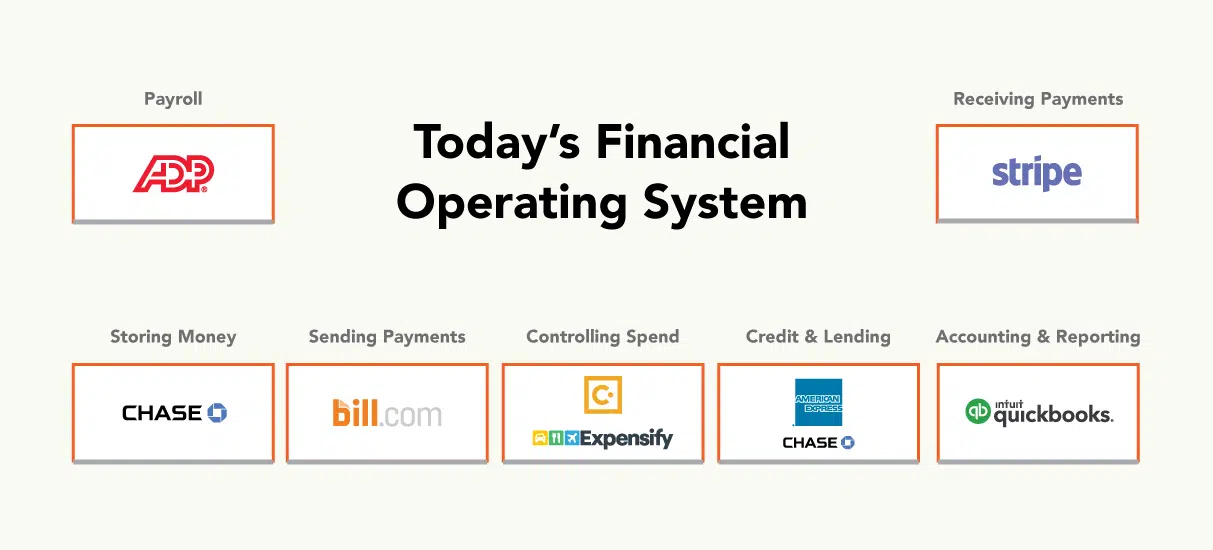 Payroll
ADP®
Today’s Financial
Operating System
Receiving Payments
stripe
Storing Money
CHASE
Sending Payments
bill.com
Controlling Spend
C.
Expensify
Credit & Lending
AMERICAN
EXPRESS
CHASE
Accounting & Reporting
qb
intuit
quickbooks.